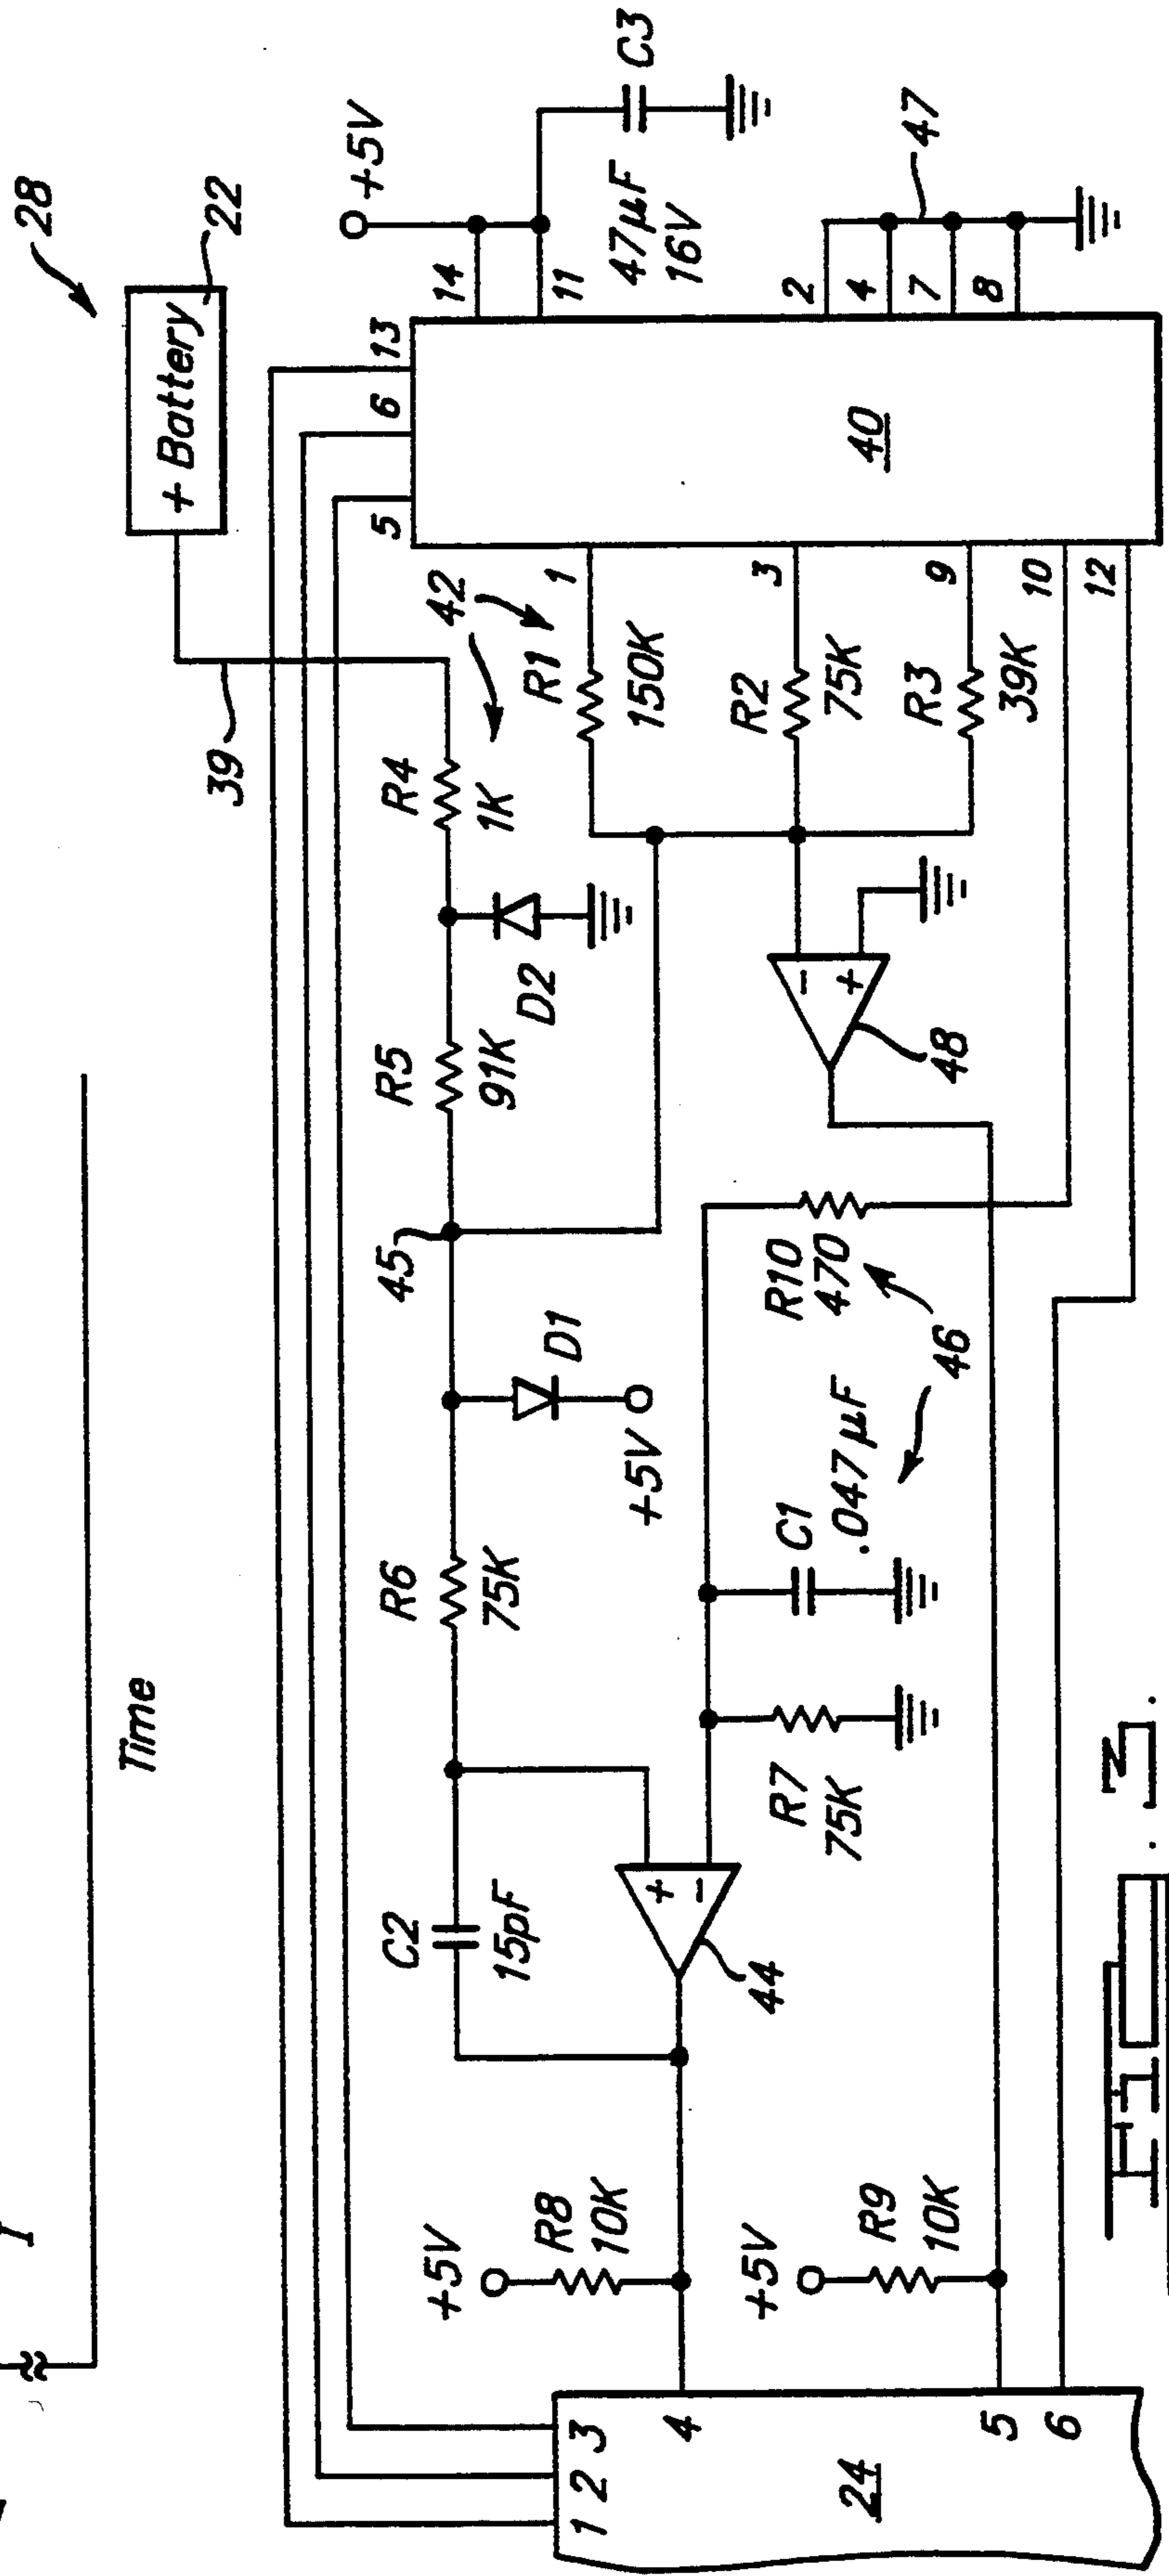 I
Time
28
22
+ Battery
39
+5V
14
11
C3
47µF
16V
2
4
7
8
47
13
6
5
40
1
3
9
10
12
42
R1
150K
R2
75K
R3
39K
R4
1K
D2
R5
91K
45
D1
+5V
R6
75K
C2
15pF
48
R10
470
46
C1
.047µF
R7
75K
44
+
-
-
+
+5V
R8
10K
+5V
R9
10K
1
2
3
4
5
6
24
FIG. 3.